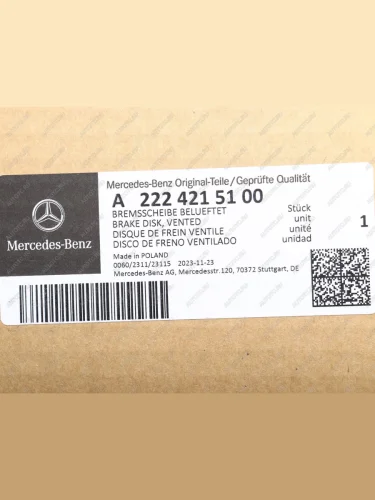 Mercedes-Benz Original-Teile/Geprüfte Qualität
A 222 421 51 00
BREMSSCHEIBE BELUEFTET
BRAKE DISK, VENTED
DISQUE DE FREIN VENTILE
DISCO DE FRENO VENTILADO
Stück
unit
unité
unidad
1
Made in POLAND
0060/2311/23115 2023-11-23
Mercedes-Benz AG, Mercedesstr.120, 70372 Stuttgart, DE
Mercedes-Benz